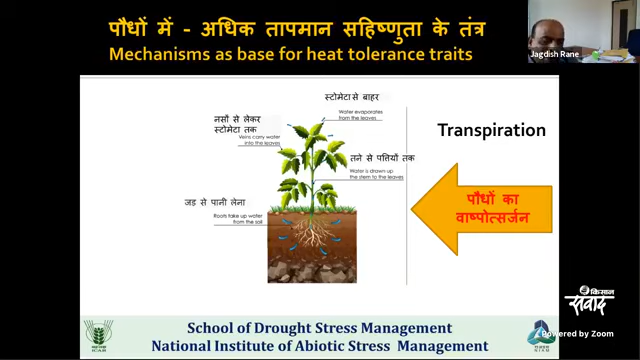 पौधों में - अधिक तापमान सहिष्णुता के तंत्र
Mechanisms as base for heat tolerance traits
Jagdish Rane
स्टोमेटा से बाहर
Water evaporates
from the leaves
नसों से लेकर
स्टोमेटा तक
Veins carry water
into the leaves
Transpiration
तने से पत्तियों तक
Water is drawn up
the stem to the leaves
पौधों का
वाष्पोत्सर्जन
जड से पानी लेना
Roots take up water
from the soil
किसान
संवाद
Powered by Zoom
School of Drought Stress Management
National Institute of Abiotic Stress Management
ICAR
NIASM